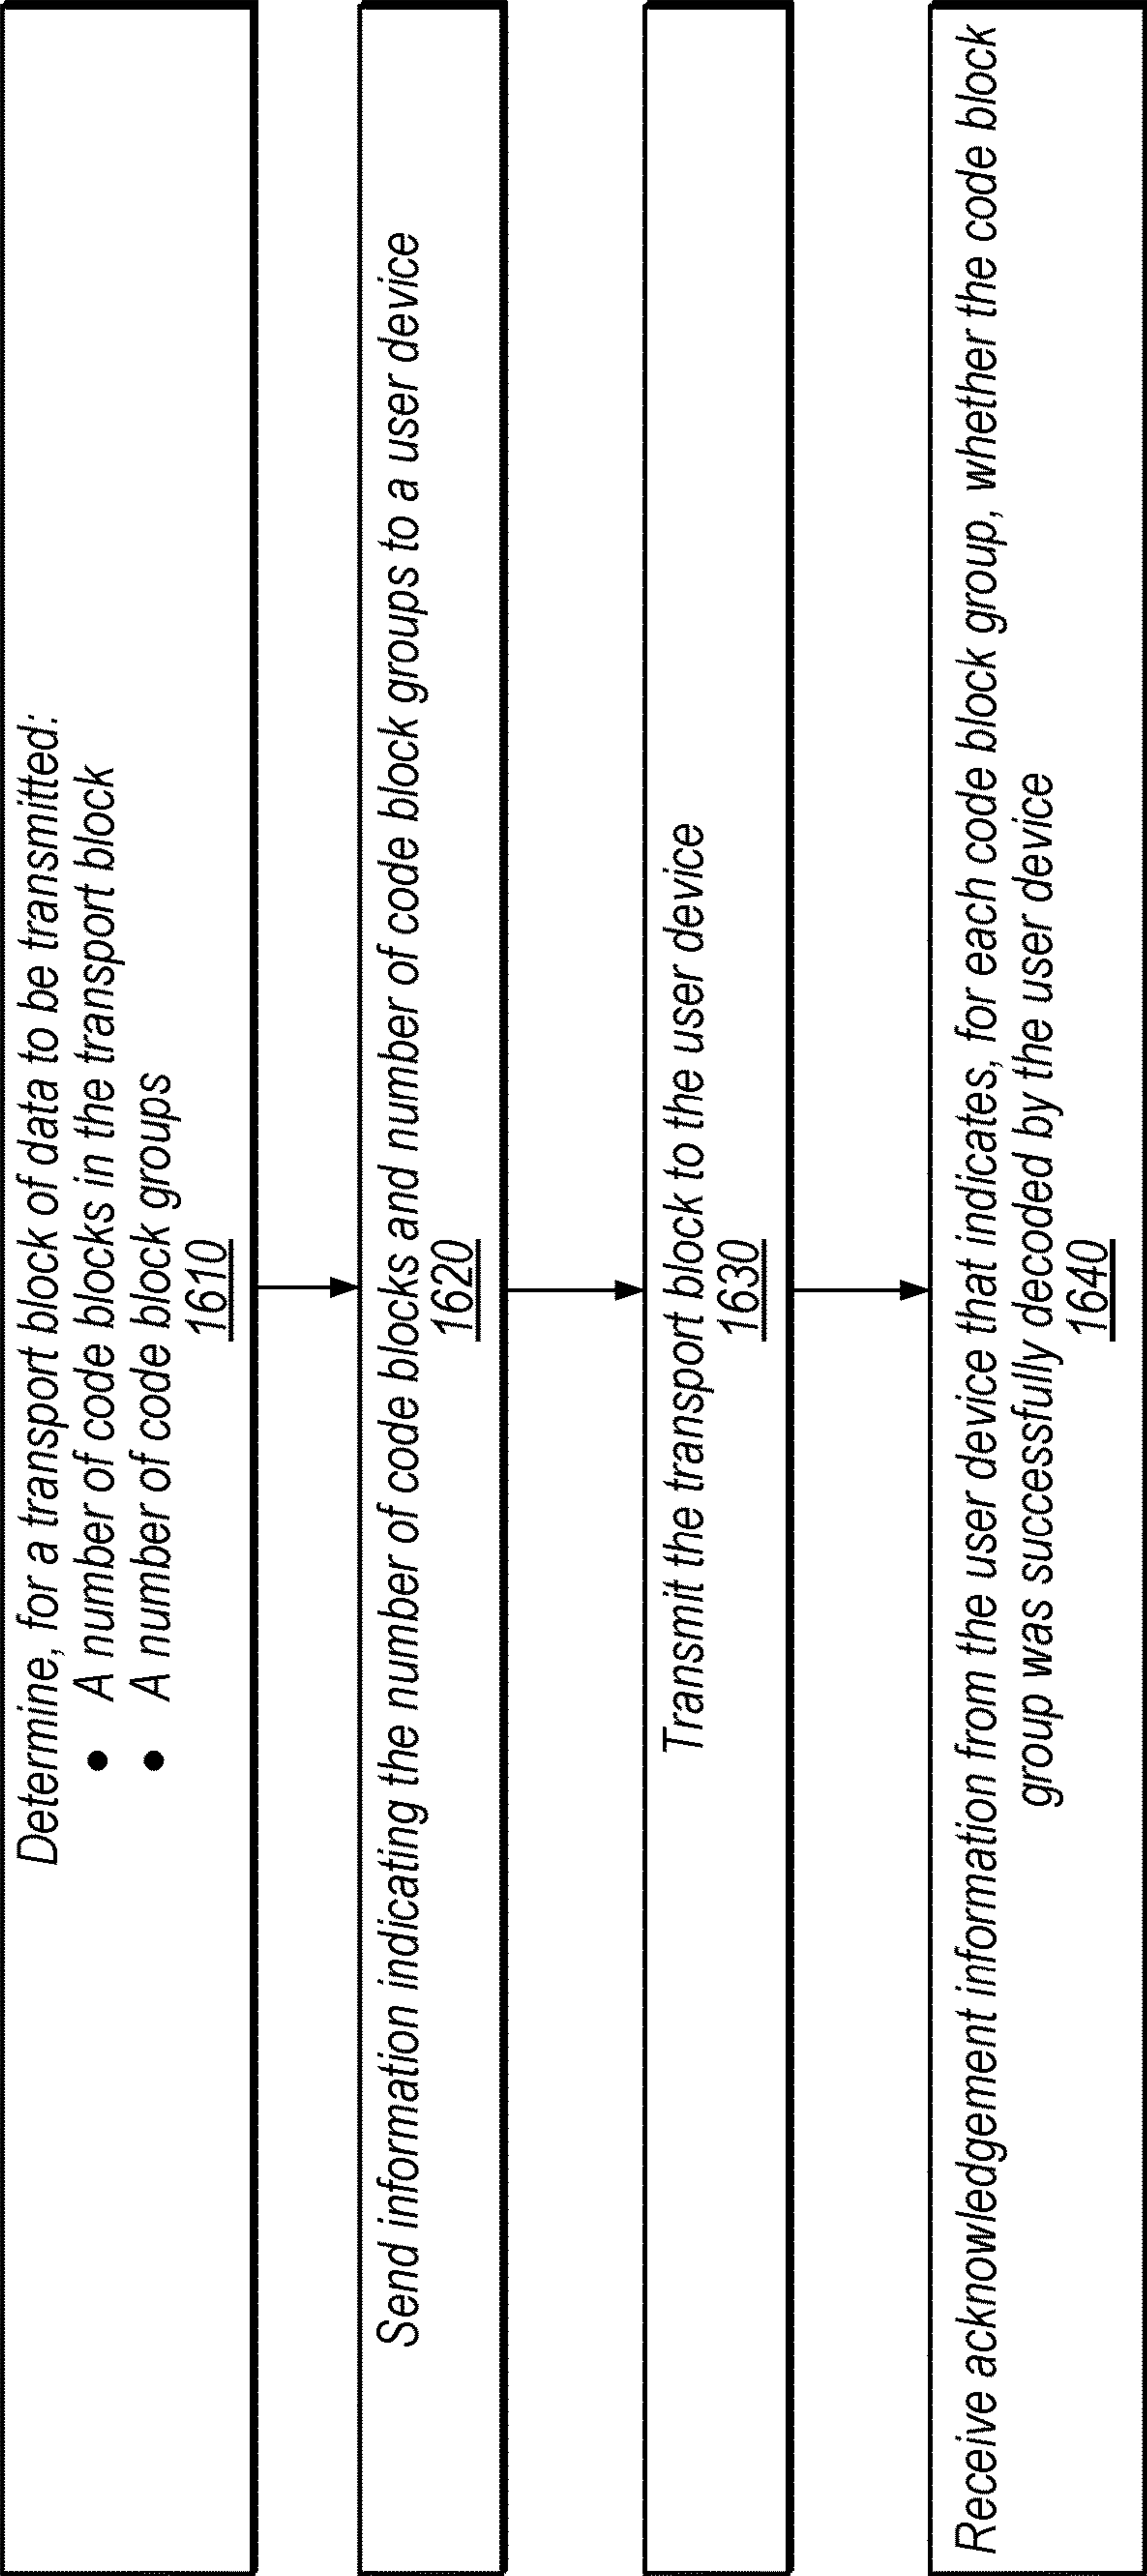 Determine, for a transport block of data to be transmitted:
• A number of code blocks in the transport block
• A number of code block groups
1610
Send information indicating the number of code blocks and number of code block groups to a user device
1620
Transmit the transport block to the user device
1630
Receive acknowledgement information from the user device that indicates, for each code block group, whether the code block
group was successfully decoded by the user device
1640